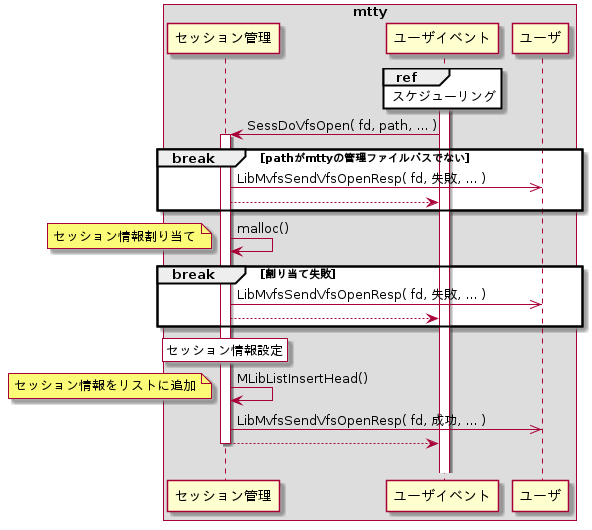 mtty
セッション管理 ユーザイベント ユーザ
ref
スケジューリング
SessDoVfsOpen( fd, path, ... )
break [pathがmttyの管理ファイルパスでない]
LibMvfsSendVfsOpenResp( fd, 失敗, ... )
malloc()
セッション情報割り当て
break [割り当て失敗]
LibMvfsSendVfsOpenResp( fd, 失敗, ... )
セッション情報設定
MLibListInsertHead()
セッション情報をリストに追加
LibMvfsSendVfsOpenResp( fd, 成功, ... )
セッション管理 ユーザイベント ユーザ